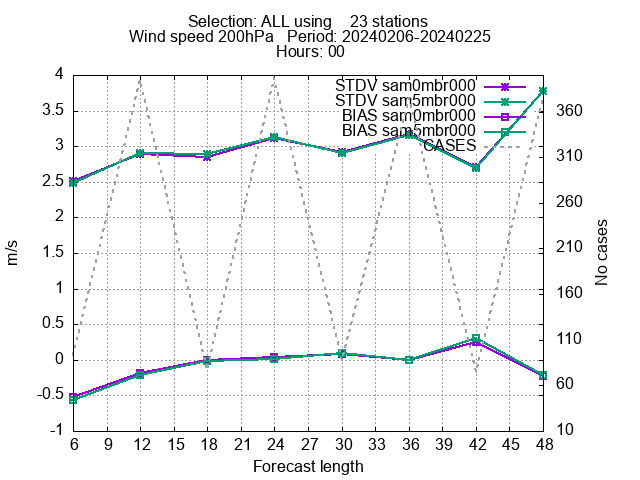 Selection: ALL using    23 stations
Wind speed 200hPa   Period: 20240206-20240225
Hours: 00
STDV sam0mbr000
STDV sam5mbr000
BIAS sam0mbr000
BIAS sam5mbr000
CASES
4
3.5
3
2.5
2
1.5
1
0.5
0
-0.5
-1
m/s
360
310
260
210
160
110
60
10
No cases
6 9 12 15 18 21 24 27 30 33 36 39 42 45 48
Forecast length